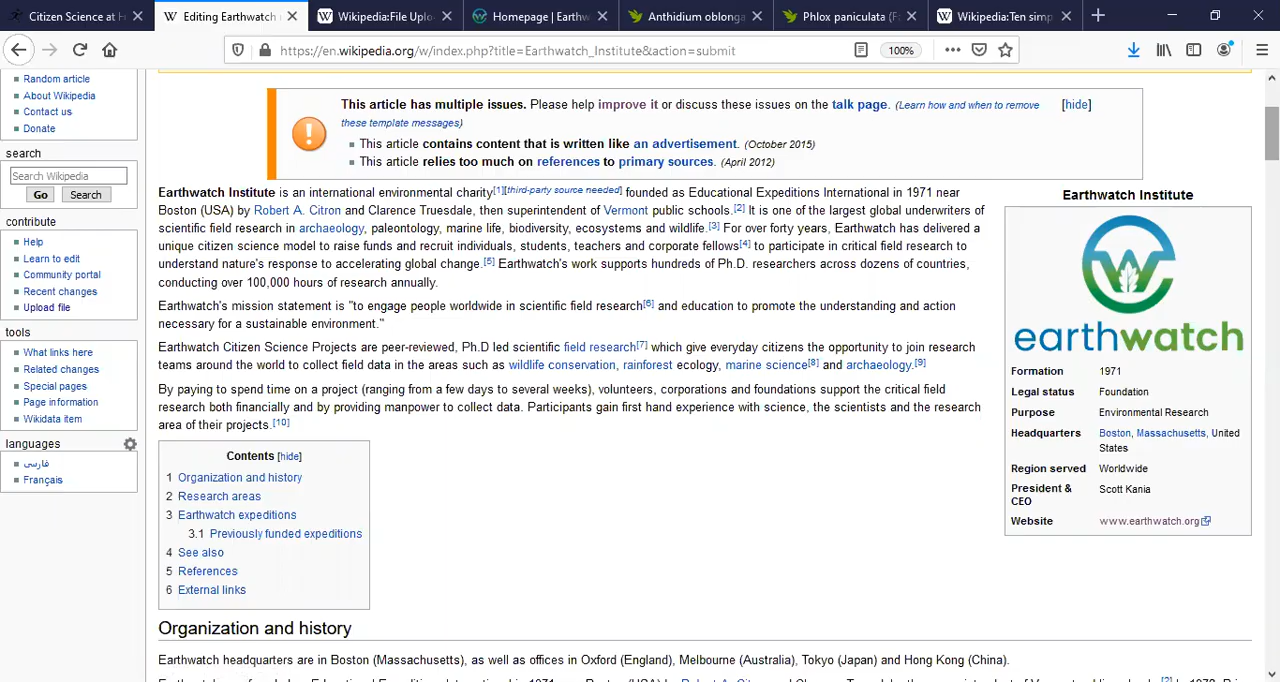 Citizen Science at H
Editing Earthwatch
Wikipedia:File Uplo
Homepage | Earthw
Anthidium oblonga
Phlox paniculata (F
Wikipedia:Ten simp
https://en.wikipedia.org/w/index.php?title=Earthwatch_Institute&action=submit
100%
Random article
About Wikipedia
Contact us
Donate
search
Search Wikipedia
Go Search
contribute
Help
Learn to edit
Community portal
Recent changes
Upload file
tools
What links here
Related changes
Special pages
Page information
Wikidata item
languages
فارسی
Français
This article has multiple issues. Please help improve it or discuss these issues on the talk page. (Learn how and when to remove
these template messages)
[hide]
This article contains content that is written like an advertisement. (October 2015)
This article relies too much on references to primary sources. (April 2012)
Earthwatch Institute is an international environmental charity[1][third-party source needed] founded as Educational Expeditions International in 1971 near
Boston (USA) by Robert A. Citron and Clarence Truesdale, then superintendent of Vermont public schools.[2] It is one of the largest global underwriters of
scientific field research in archaeology, paleontology, marine life, biodiversity, ecosystems and wildlife.[3] For over forty years, Earthwatch has delivered a
unique citizen science model to raise funds and recruit individuals, students, teachers and corporate fellows[4] to participate in critical field research to
understand nature's response to accelerating global change.[5] Earthwatch's work supports hundreds of Ph.D. researchers across dozens of countries,
conducting over 100,000 hours of research annually.
Earthwatch's mission statement is "to engage people worldwide in scientific field research[6] and education to promote the understanding and action
necessary for a sustainable environment."
Earthwatch Citizen Science Projects are peer-reviewed, Ph.D led scientific field research[7] which give everyday citizens the opportunity to join research
teams around the world to collect field data in the areas such as wildlife conservation, rainforest ecology, marine science[8] and archaeology.[9]
By paying to spend time on a project (ranging from a few days to several weeks), volunteers, corporations and foundations support the critical field
research both financially and by providing manpower to collect data. Participants gain first hand experience with science, the scientists and the research
area of their projects.[10]
Contents [hide]
1 Organization and history
2 Research areas
3 Earthwatch expeditions
3.1 Previously funded expeditions
4 See also
5 References
6 External links
Organization and history
Earthwatch headquarters are in Boston (Massachusetts), as well as offices in Oxford (England), Melbourne (Australia), Tokyo (Japan) and Hong Kong (China).
Earthwatch Institute
earthwatch
Formation 1971
Legal status Foundation
Purpose Environmental Research
Headquarters Boston, Massachusetts, United
States
Region served Worldwide
President & Scott Kania
CEO
Website www.earthwatch.org